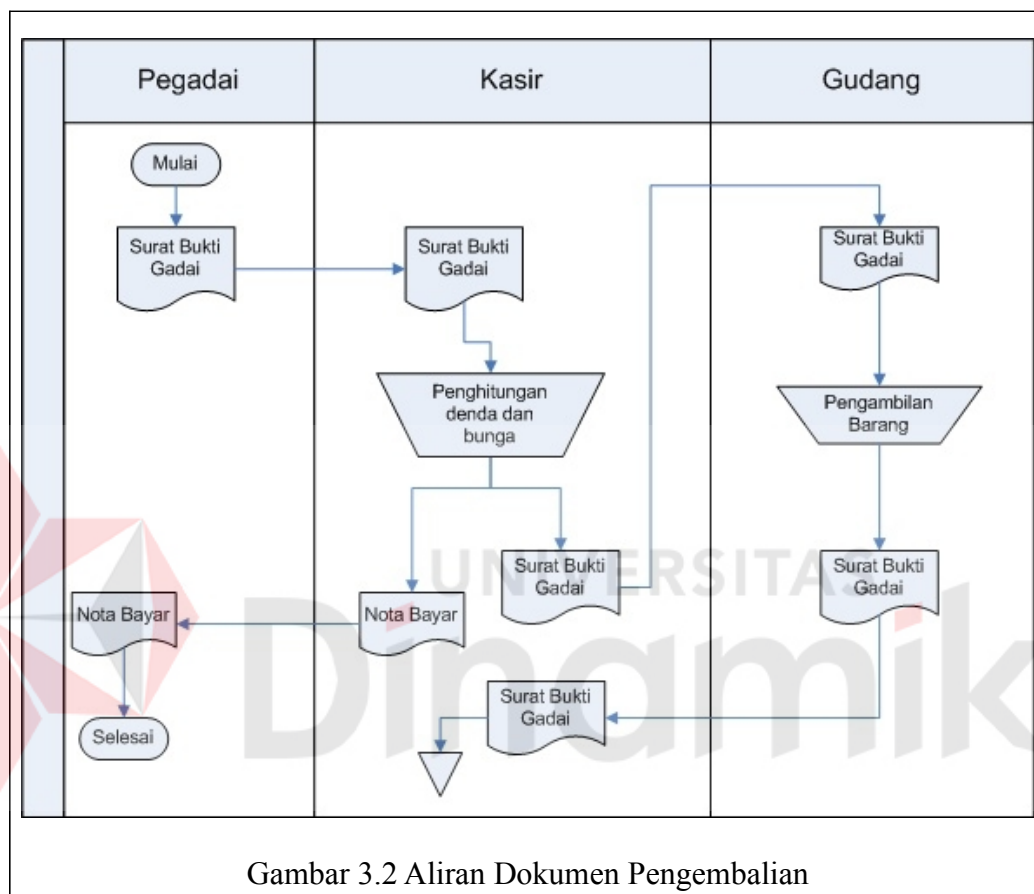 Pegadai
Kasir
Gudang
Mulai
Surat Bukti
Gadai
Surat Bukti
Gadai
Surat Bukti
Gadai
Penghitungan
denda dan
bunga
Pengambilan
Barang
Surat Bukti
Gadai
Surat Bukti
Gadai
Nota Bayar
Nota Bayar
Surat Bukti
Gadai
Selesai
UNIVERSITAS
Dinamik
Gambar 3.2 Aliran Dokumen Pengembalian